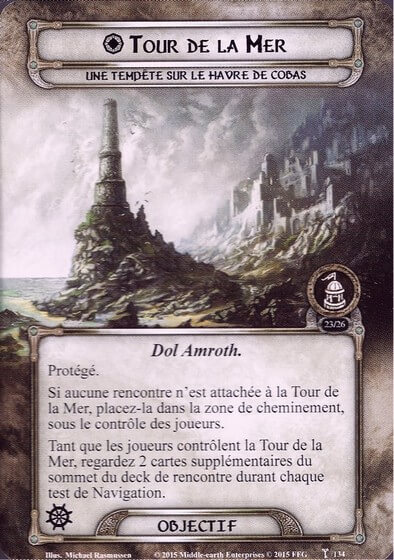 Tour de la Mer
une tempête sur le havre de cobas
23/26
Dol Amroth.
Protégé.
Si aucune rencontre n'est attachée à la Tour de
la Mer, placez-la dans la zone de cheminement,
sous le contrôle des joueurs.
Tant que les joueurs contrôlent la Tour de la
Mer, regardez 2 cartes supplémentaires du
sommet du deck de rencontre durant chaque
test de Navigation.
OBJECTIF
Illus. Michael Rasmussen © 2015 Middle-earth Enterprises © 2015 FFG 134